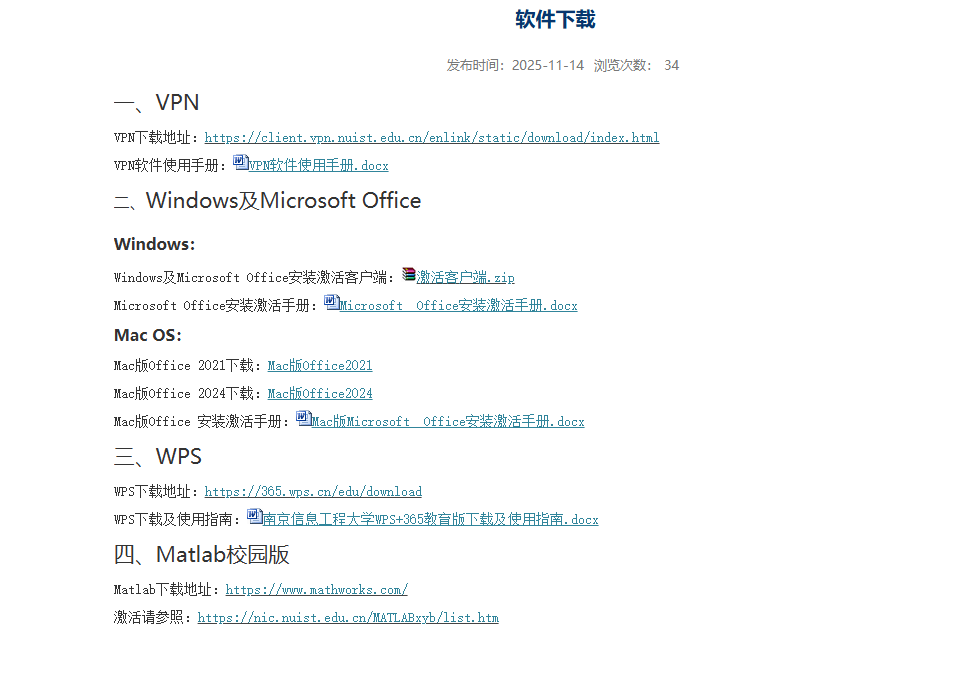 软件下载
发布时间：2025-11-14 浏览次数： 34
一、VPN
VPN下载地址：https://client.vpn.nuist.edu.cn/enlink/static/download/index.html
VPN软件使用手册：VPN软件使用手册.docx
二、Windows及Microsoft Office
Windows:
Windows及Microsoft Office安装激活客户端：激活客户端.zip
Microsoft Office安装激活手册：Microsoft Office安装激活手册.docx
Mac OS:
Mac版Office 2021下载：Mac版Office2021
Mac版Office 2024下载：Mac版Office2024
Mac版Office 安装激活手册：Mac版Microsoft Office安装激活手册.docx
三、WPS
WPS下载地址：https://365.wps.cn/edu/download
WPS下载及使用指南：南京信息工程大学WPS+365教育版下载及使用指南.docx
四、Matlab校园版
Matlab下载地址：https://www.mathworks.com/
激活请参照：https://nic.nuist.edu.cn/MATLABxyb/list.htm